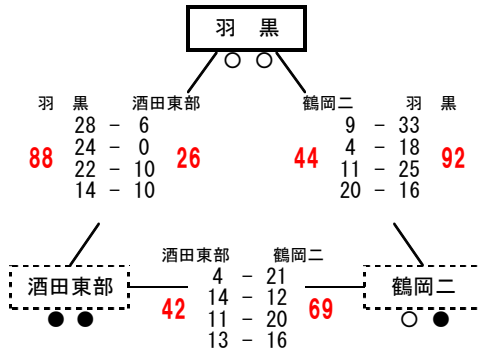 羽 黒
○ ○
羽 黒 酒田東部
28 - 6
24 - 0
88 26
22 - 10
14 - 10
鶴岡二 羽 黒
9 - 33
4 - 18
44 92
11 - 25
20 - 16
酒田東部 鶴岡二
4 - 21
14 - 12
42 69
11 - 20
13 - 16
酒田東部
● ●
鶴岡二
○ ●